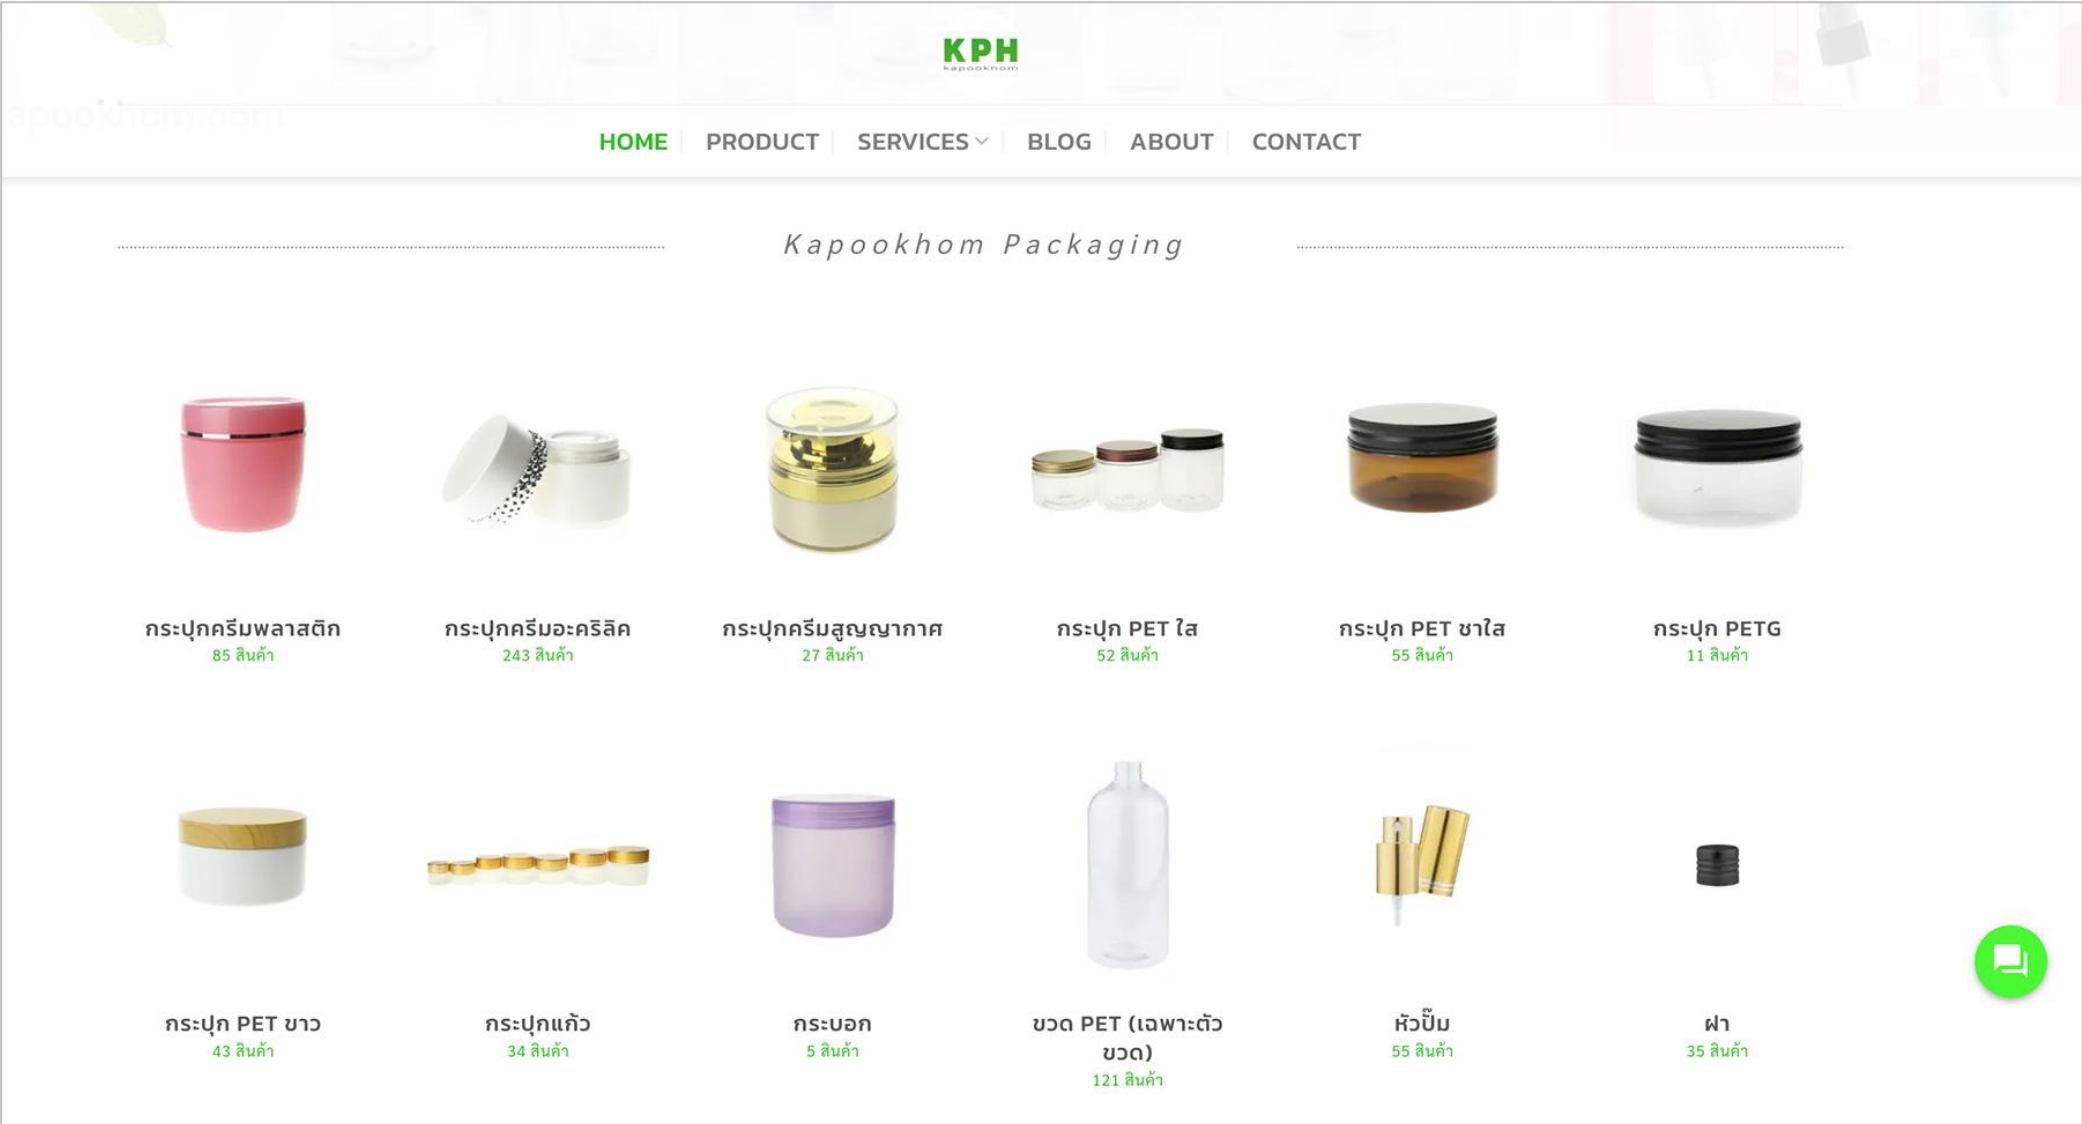 KPH
kapookhom
apookhom.com
HOME PRODUCT SERVICES BLOG ABOUT CONTACT
Kapookhom Packaging
กระปุกครีมพลาสติก กระปุกครีมอะคริลิค กระปุกครีมสูญญากาศ กระปุก PET ใส กระปุก PET ชาใส กระปุก PETG
85 สินค้า 243 สินค้า 27 สินค้า 52 สินค้า 55 สินค้า 11 สินค้า
กระปุก PET ขาว กระปุกแก้ว กระบอก ขวด PET (เฉพาะตัว หัวปั๊ม ฝา
ขวด)
43 สินค้า 34 สินค้า 5 สินค้า 121 สินค้า 55 สินค้า 35 สินค้า